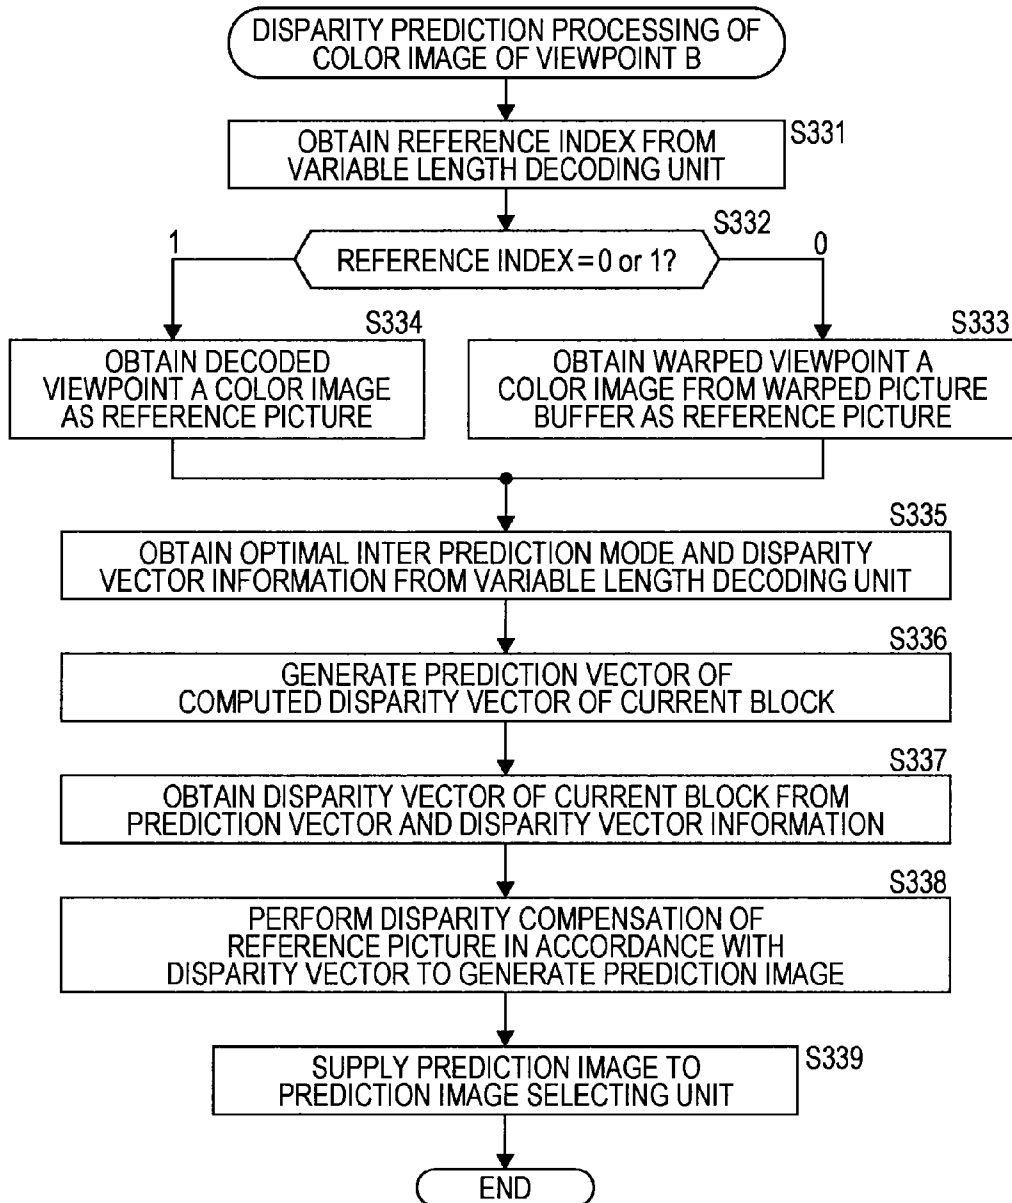 DISPARITY PREDICTION PROCESSING OF
COLOR IMAGE OF VIEWPOINT B
S331
OBTAIN REFERENCE INDEX FROM
VARIABLE LENGTH DECODING UNIT
S332
1
REFERENCE INDEX = 0 or 1?
0
S334
OBTAIN DECODED
VIEWPOINT A COLOR IMAGE
AS REFERENCE PICTURE
S333
OBTAIN WARPED VIEWPOINT A
COLOR IMAGE FROM WARPED PICTURE
BUFFER AS REFERENCE PICTURE
S335
OBTAIN OPTIMAL INTER PREDICTION MODE AND DISPARITY
VECTOR INFORMATION FROM VARIABLE LENGTH DECODING UNIT
S336
GENERATE PREDICTION VECTOR OF
COMPUTED DISPARITY VECTOR OF CURRENT BLOCK
S337
OBTAIN DISPARITY VECTOR OF CURRENT BLOCK FROM
PREDICTION VECTOR AND DISPARITY VECTOR INFORMATION
S338
PERFORM DISPARITY COMPENSATION OF
REFERENCE PICTURE IN ACCORDANCE WITH
DISPARITY VECTOR TO GENERATE PREDICTION IMAGE
S339
SUPPLY PREDICTION IMAGE TO
PREDICTION IMAGE SELECTING UNIT
END